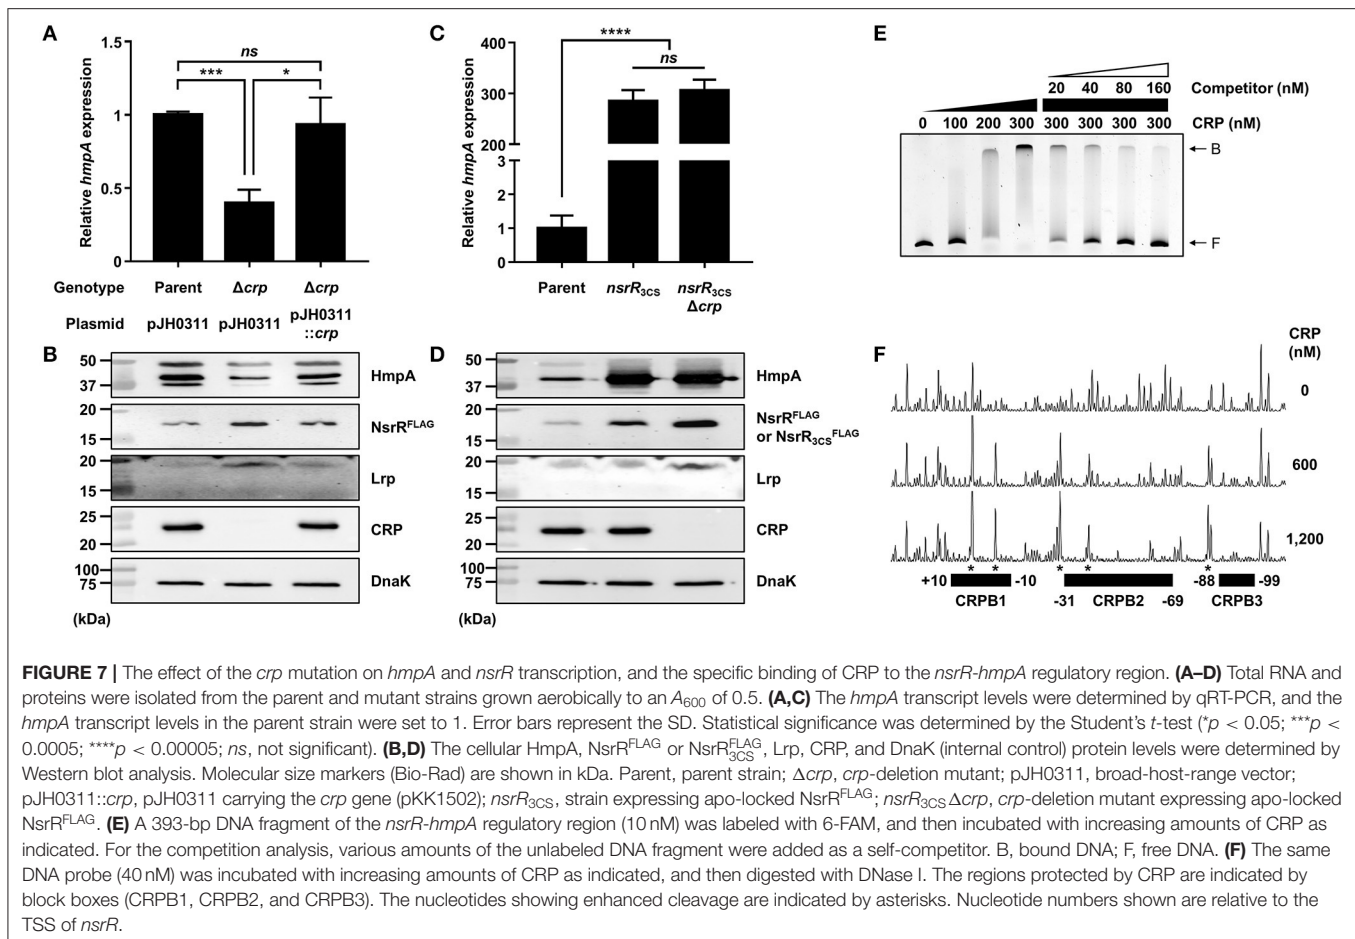 A
Relative hmpA expression
1.5
1
0.5
0
ns
*** *
Genotype Parent Δcrp Δcrp
Plasmid pJH0311 pJH0311 pJH0311
::crp
B
50
37
HmpA
20
15
NsrRFLAG
20
15
Lrp
25
20
CRP
100
75
DnaK
(kDa)
C
Relative hmpA expression
400
300
200
3
2
1
0
****
ns
Parent nsrR3CS nsrR3CS
Δcrp
D
50
37
HmpA
20
15
NsrRFLAG
or NsrR3CSFLAG
20
15
Lrp
25
20
CRP
100
75
DnaK
(kDa)
E
20 40 80 160 Competitor (nM)
0 100 200 300 300 300 300 300 CRP (nM)
← B
← F
F
CRP
(nM)
0
600
1,200
* * * * *
+10 -10 -31 -69 -88 -99
CRPB1 CRPB2 CRPB3
FIGURE 7 | The effect of the crp mutation on hmpA and nsrR transcription, and the specific binding of CRP to the nsrR-hmpA regulatory region. (A–D) Total RNA and
proteins were isolated from the parent and mutant strains grown aerobically to an A600 of 0.5. (A,C) The hmpA transcript levels were determined by qRT-PCR, and the
hmpA transcript levels in the parent strain were set to 1. Error bars represent the SD. Statistical significance was determined by the Student's t-test (*p < 0.05; ***p <
0.0005; ****p < 0.00005; ns, not significant). (B,D) The cellular HmpA, NsrRFLAG or NsrR3CSFLAG, Lrp, CRP, and DnaK (internal control) protein levels were determined by
Western blot analysis. Molecular size markers (Bio-Rad) are shown in kDa. Parent, parent strain; Δcrp, crp-deletion mutant; pJH0311, broad-host-range vector;
pJH0311::crp, pJH0311 carrying the crp gene (pKK1502); nsrR3CS, strain expressing apo-locked NsrRFLAG; nsrR3CSΔcrp, crp-deletion mutant expressing apo-locked
NsrRFLAG. (E) A 393-bp DNA fragment of the nsrR-hmpA regulatory region (10 nM) was labeled with 6-FAM, and then incubated with increasing amounts of CRP as
indicated. For the competition analysis, various amounts of the unlabeled DNA fragment were added as a self-competitor. B, bound DNA; F, free DNA. (F) The same
DNA probe (40 nM) was incubated with increasing amounts of CRP as indicated, and then digested with DNase I. The regions protected by CRP are indicated by
block boxes (CRPB1, CRPB2, and CRPB3). The nucleotides showing enhanced cleavage are indicated by asterisks. Nucleotide numbers shown are relative to the
TSS of nsrR.